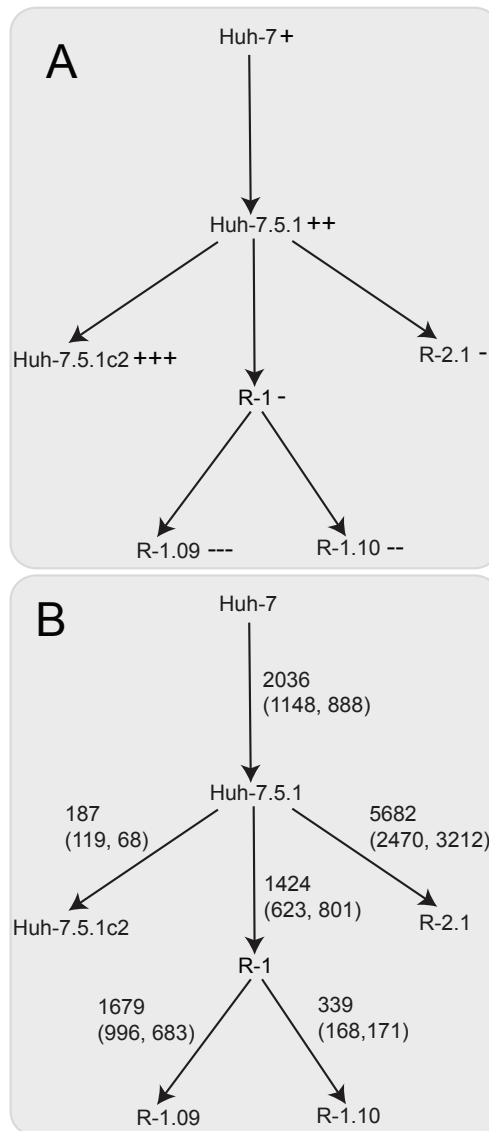 A
Huh-7 +
Huh-7.5.1 ++
Huh-7.5.1c2 +++
R-2.1 -
R-1 -
R-1.09 ---
R-1.10 --
B
Huh-7
2036
(1148, 888)
Huh-7.5.1
187
(119, 68)
5682
(2470, 3212)
1424
(623, 801)
Huh-7.5.1c2
R-2.1
R-1
1679
(996, 683)
339
(168,171)
R-1.09
R-1.10